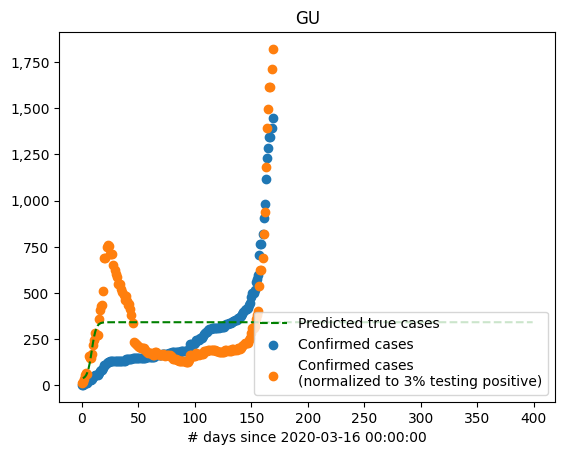 GU
1,750
1,500
1,250
1,000
750
500
250
0
Predicted true cases
Confirmed cases
Confirmed cases
(normalized to 3% testing positive)
0 50 100 150 200 250 300 350 400
# days since 2020-03-16 00:00:00